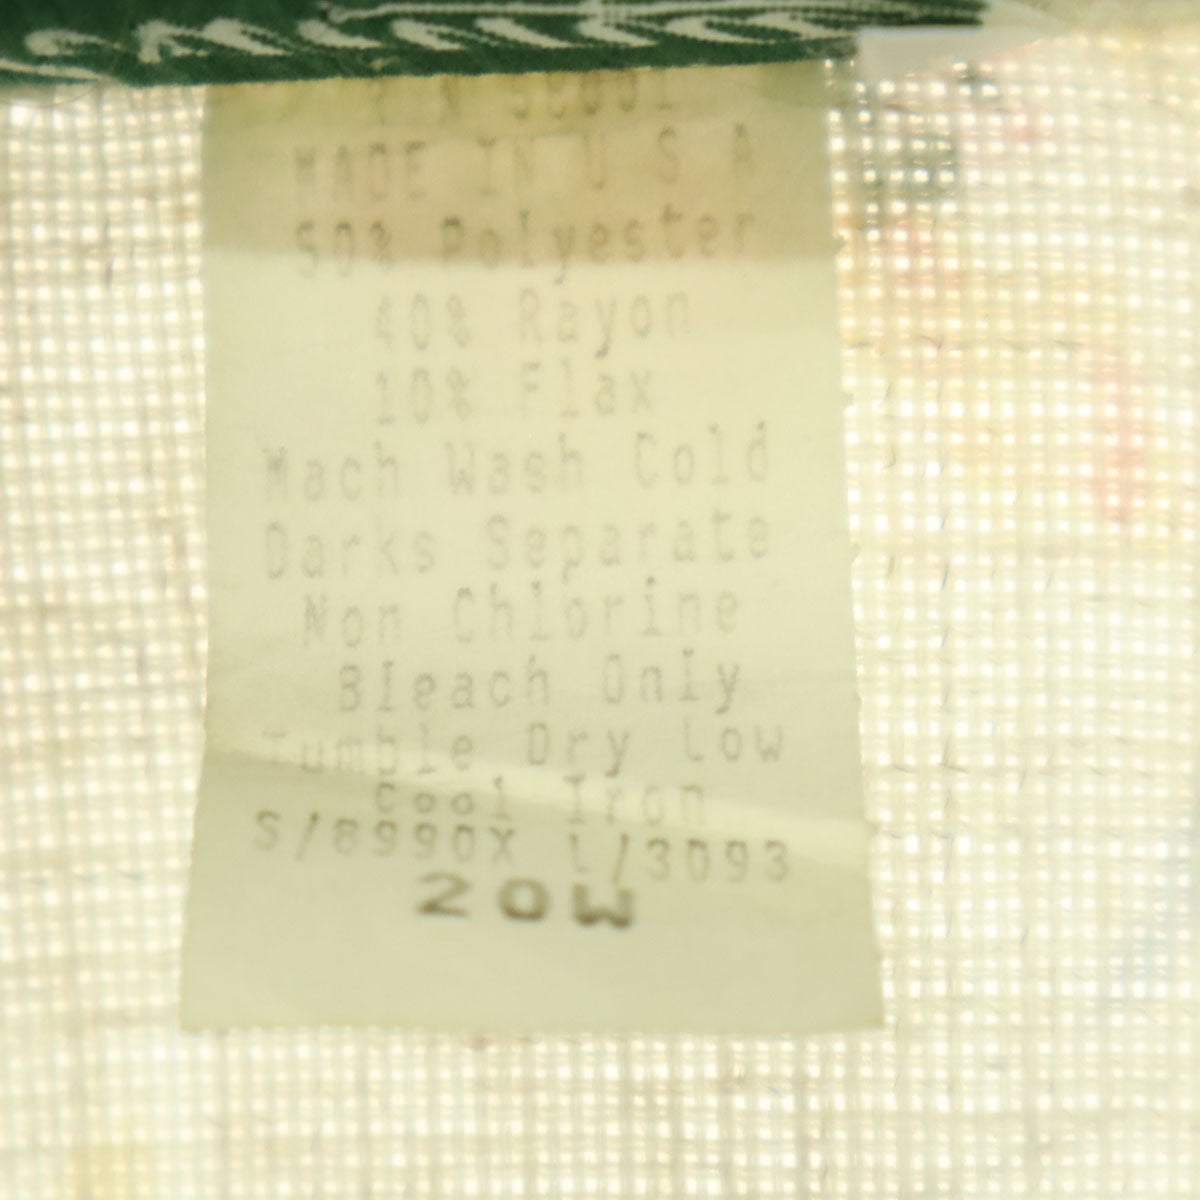 MADE IN U S A
50% Polyester
40% Rayon
10% Flax
Mach Wash Cold
Darks Separate
Non Chlorine
Bleach Only
Tumble Dry Low
Cool Iron
S/8990X L/3093
20W